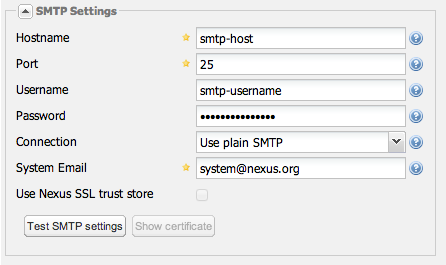 SMTP Settings
Hostname smtp-host
Port 25
Username smtp-username
Password •••••••••••••••
Connection Use plain SMTP
System Email system@nexus.org
Use Nexus SSL trust store
Test SMTP settings Show certificate